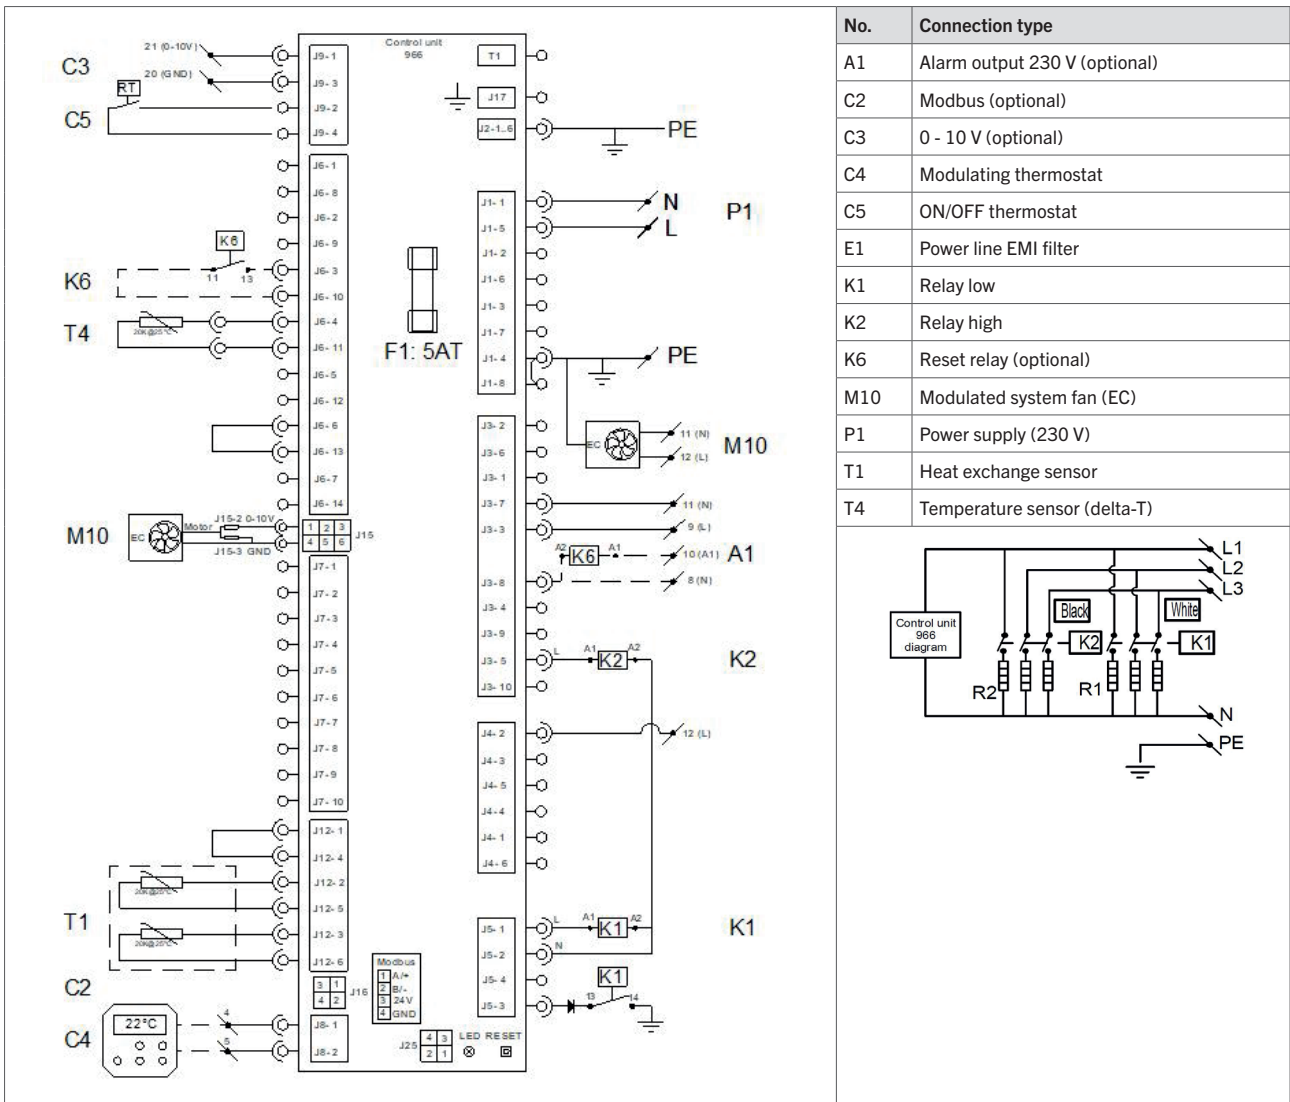 Control unit
966
C3
21 (0-10V)
20 (GND)
RT
C5
J9-1
J9-3
J9-2
J9-4
J6-1
J6-8
J6-2
J6-9
J6-3
J6-10
J6-4
J6-11
J6-5
J6-12
J6-6
J6-13
J6-7
J6-14
K6
K6
11
13
T4
20K@25°C
M10
EC
Motor
J15-2 0-10V
J15-3 GND
1 2 3
4 5 6
J15
J7-1
J7-2
J7-3
J7-4
J7-5
J7-6
J7-7
J7-8
J7-9
J7-10
J12-1
J12-4
J12-2
J12-5
J12-3
J12-6
T1
20K@25°C
20K@25°C
C2
3 1
4 2
J16
Modbus
1 A/+
2 B/-
3 24V
4 GND
C4
22°C
4
5
J8-1
J8-2
J25
4 3
2 1
LED RESET
F1: 5AT
T1
J17
J2-1..6
PE
J1-1
J1-5
J1-2
J1-6
J1-3
J1-7
J1-4
J1-8
N
L
P1
PE
EC
11 (N)
12 (L)
M10
J3-2
J3-6
J3-1
J3-7
J3-3
J3-8
J3-4
J3-9
J3-5
J3-10
11 (N)
9 (L)
A2
K6
A1
10 (A1)
A1
8 (N)
L
A1
K2
A2
K2
J4-2
J4-3
J4-5
J4-4
J4-1
J4-6
12 (L)
J5-1
J5-2
J5-4
J5-3
L
A1
K1
A2
K1
N
K1
13
14
No. Connection type
A1 Alarm output 230 V (optional)
C2 Modbus (optional)
C3 0 - 10 V (optional)
C4 Modulating thermostat
C5 ON/OFF thermostat
E1 Power line EMI filter
K1 Relay low
K2 Relay high
K6 Reset relay (optional)
M10 Modulated system fan (EC)
P1 Power supply (230 V)
T1 Heat exchange sensor
T4 Temperature sensor (delta-T)
L1
L2
L3
Black
White
Control unit
966
diagram
K2
K1
R2
R1
N
PE